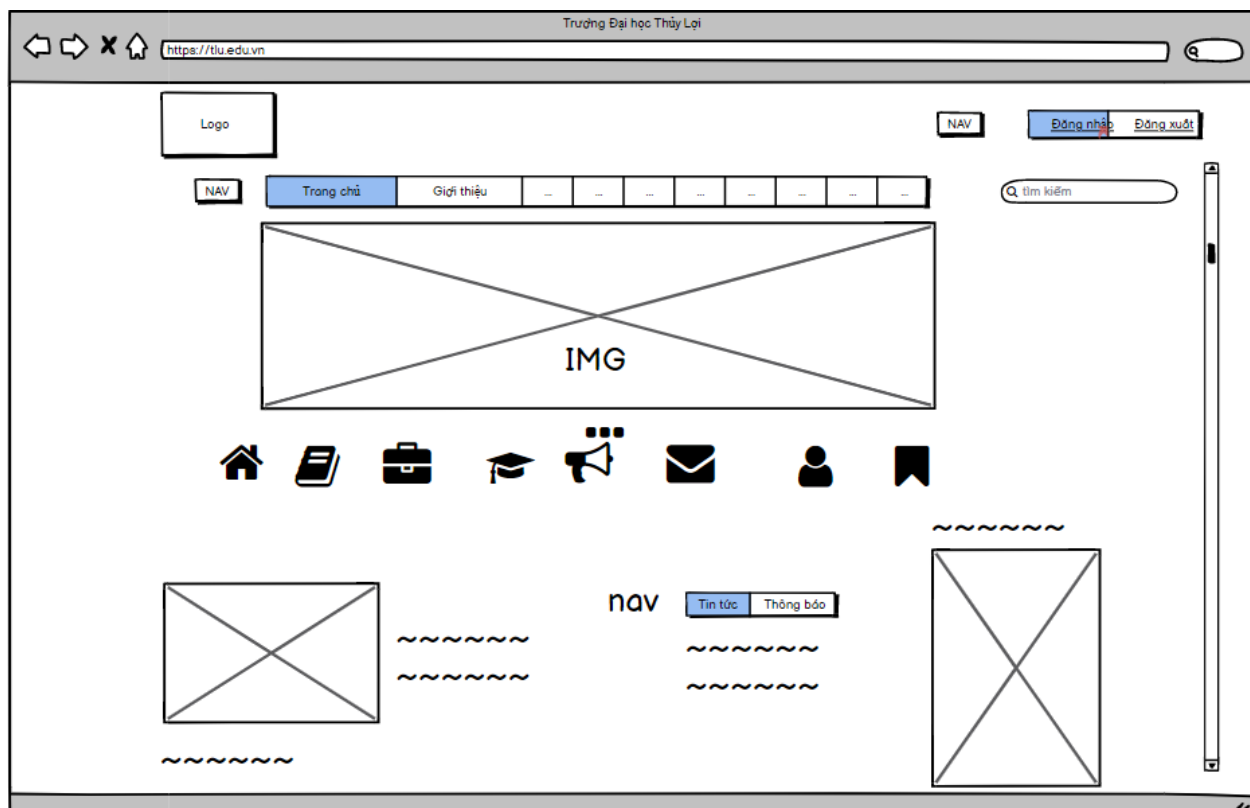 Trường Đại học Thủy Lợi
https://tlu.edu.vn
Logo
NAV
Đăng nhập Đăng xuất
NAV
Trang chủ Giới thiệu ... ... ... ... ... ... ... ...
tìm kiếm
IMG
~~~~~~
nav
Tin tức Thông báo
~~~~~~
~~~~~~
~~~~~~
~~~~~~
~~~~~~